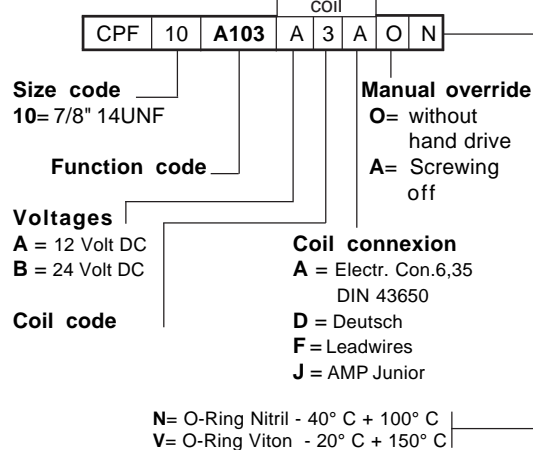 coil
CPF 10 A103 A 3 A O N
Size code
10= 7/8" 14UNF
Manual override
O= without
hand drive
A= Screwing
off
Function code
Voltages
A = 12 Volt DC
B = 24 Volt DC
Coil connexion
A = Electr. Con.6,35
DIN 43650
D = Deutsch
F = Leadwires
J = AMP Junior
Coil code
N= O-Ring Nitril - 40° C + 100° C
V= O-Ring Viton - 20° C + 150° C